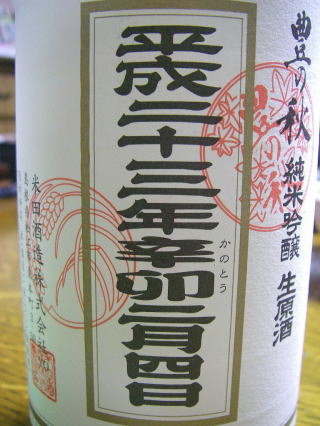 豊の秋 純米吟醸 生原酒
平成二十三年辛卯二月四日
かのとう
米田酒造株式会社